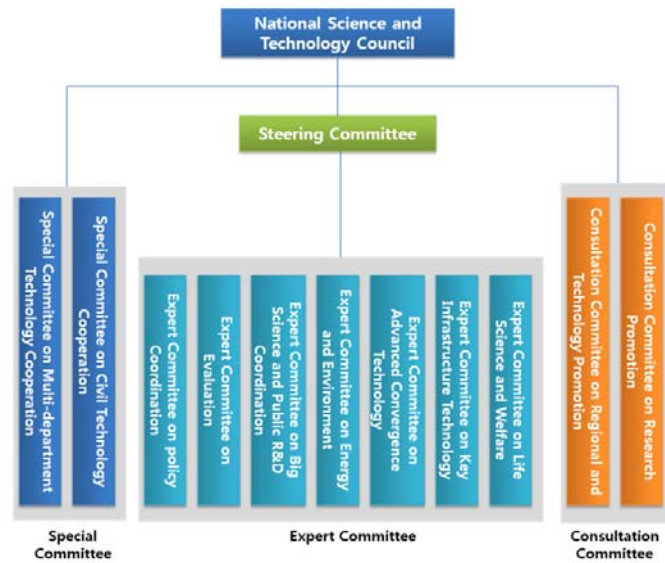 National Science and
Technology Council
Steering Committee
Special Committee on Multi-department
Technology Cooperation
Special Committee on Civil Technology
Cooperation
Expert Committee on policy
Coordination
Expert Committee on
Evaluation
Expert Committee on Big
Science and Public R&D
Coordination
Expert Committee on Energy
and Environment
Expert Committee on
Advanced Convergence
Technology
Expert Committee on Key
Infrastructure Technology
Expert Committee on Life
Science and Welfare
Consultation Committee on Regional and
Technology Promotion
Consultation Committee on Research
Promotion
Special
Committee
Expert Committee
Consultation
Committee